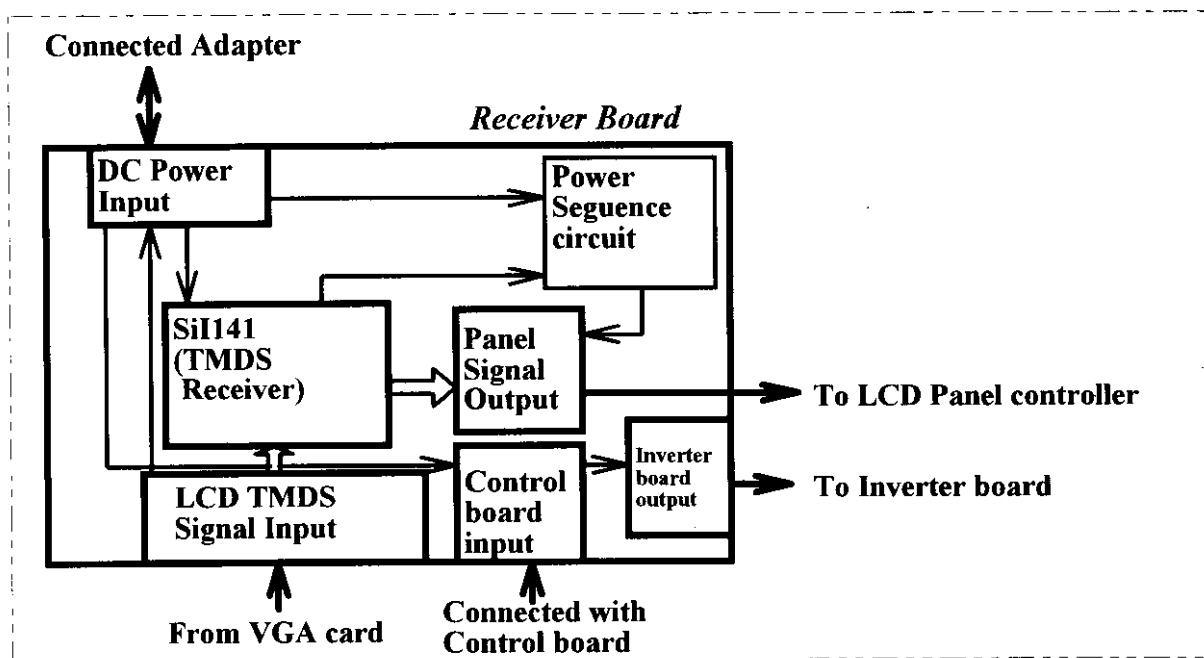 Connected Adapter
Receiver Board
DC Power
Input
Power
Seguence
circuit
SiI141
(TMDS
Receiver)
Panel
Signal
Output
To LCD Panel controller
Inverter
board
output
To Inverter board
LCD TMDS
Signal Input
Control
board
input
From VGA card
Connected with
Control board